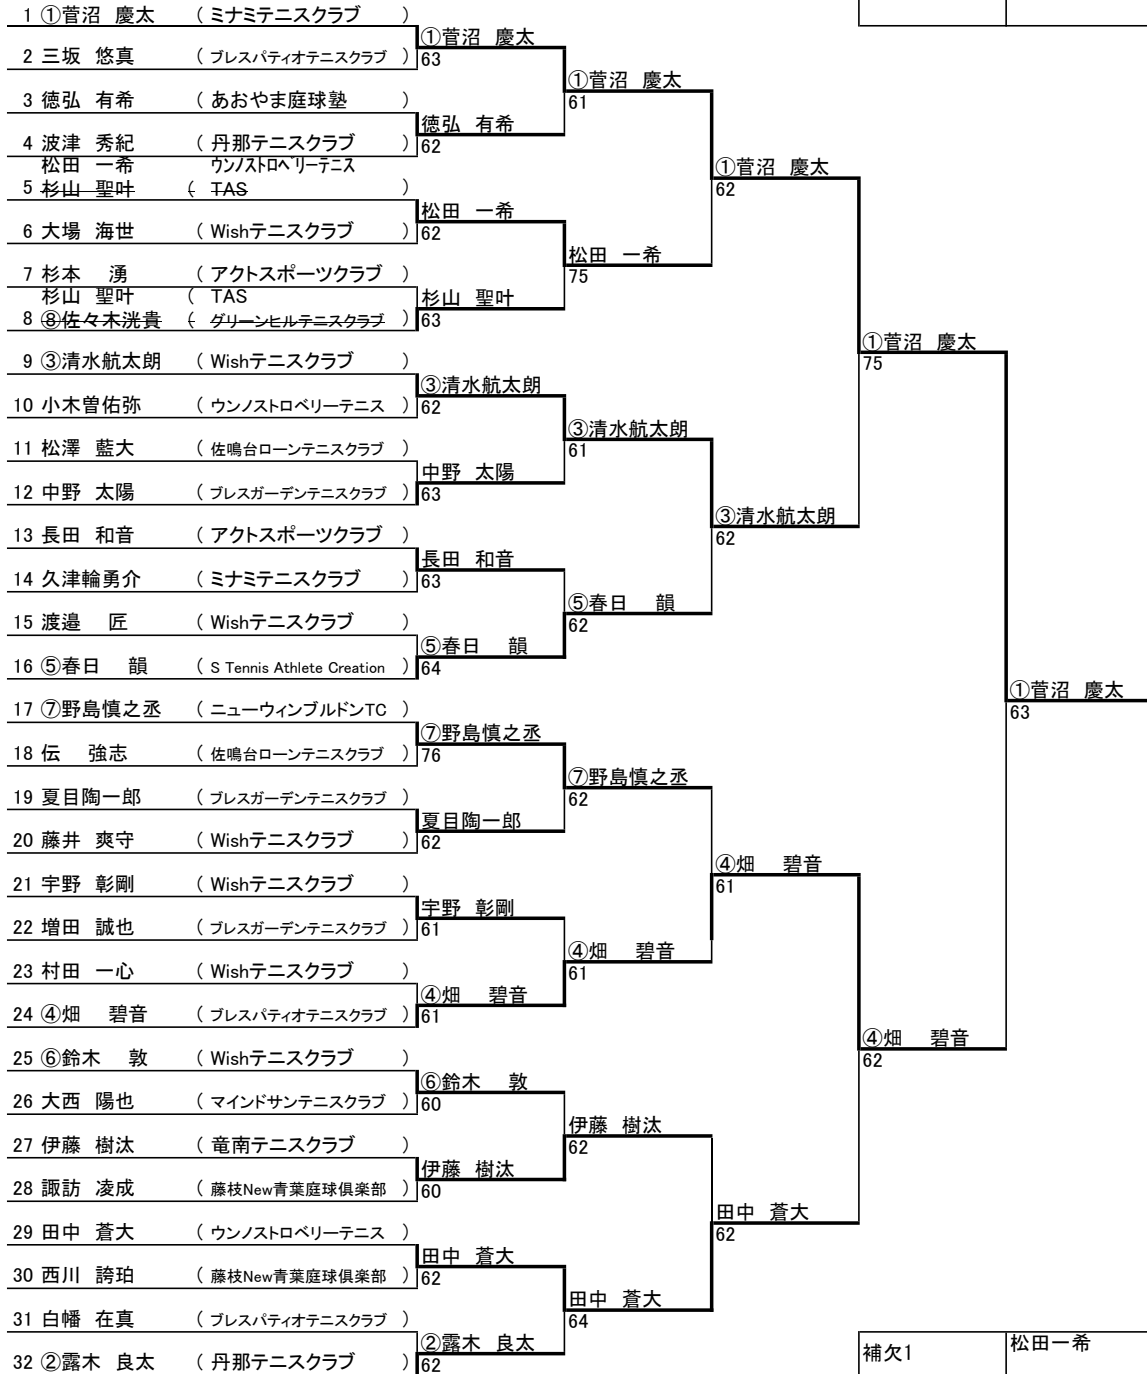 1 ①菅沼 慶太 ( ミナミテニスクラブ )
2 三坂 悠真 ( ブレスパティオテニスクラブ )
3 徳弘 有希 ( あおやま庭球塾 )
4 波津 秀紀 ( 丹那テニスクラブ )
松田 一希 ウンノストロベリーテニス
5 杉山 聖叶 ( TAS )
6 大場 海世 ( Wishテニスクラブ )
7 杉本 湧 ( アクトスポーツクラブ )
杉山 聖叶 ( TAS
8 ⑧佐々木洸貴 ( グリーンヒルテニスクラブ )
9 ③清水航太朗 ( Wishテニスクラブ )
10 小木曽佑弥 ( ウンノストロベリーテニス )
11 松澤 藍大 ( 佐鳴台ローンテニスクラブ )
12 中野 太陽 ( ブレスガーデンテニスクラブ )
13 長田 和音 ( アクトスポーツクラブ )
14 久津輪勇介 ( ミナミテニスクラブ )
15 渡邉 匠 ( Wishテニスクラブ )
16 ⑤春日 韻 ( S Tennis Athlete Creation )
17 ⑦野島慎之丞 ( ニューウィンブルドンTC )
18 伝 強志 ( 佐鳴台ローンテニスクラブ )
19 夏目陶一郎 ( ブレスガーデンテニスクラブ )
20 藤井 爽守 ( Wishテニスクラブ )
21 宇野 彰剛 ( Wishテニスクラブ )
22 増田 誠也 ( ブレスガーデンテニスクラブ )
23 村田 一心 ( Wishテニスクラブ )
24 ④畑 碧音 ( ブレスパティオテニスクラブ )
25 ⑥鈴木 敦 ( Wishテニスクラブ )
26 大西 陽也 ( マインドサンテニスクラブ )
27 伊藤 樹汰 ( 竜南テニスクラブ )
28 諏訪 凌成 ( 藤枝New青葉庭球倶楽部 )
29 田中 蒼大 ( ウンノストロベリーテニス )
30 西川 誇珀 ( 藤枝New青葉庭球倶楽部 )
31 白幡 在真 ( ブレスパティオテニスクラブ )
32 ②露木 良太 ( 丹那テニスクラブ )
①菅沼 慶太
63
徳弘 有希
62
松田 一希
62
杉山 聖叶
63
③清水航太朗
62
中野 太陽
63
長田 和音
63
⑤春日 韻
64
⑦野島慎之丞
76
夏目陶一郎
62
宇野 彰剛
61
④畑 碧音
61
⑥鈴木 敦
60
伊藤 樹汰
60
田中 蒼大
62
②露木 良太
62
①菅沼 慶太
61
松田 一希
75
③清水航太朗
61
⑤春日 韻
62
⑦野島慎之丞
62
④畑 碧音
61
伊藤 樹汰
62
田中 蒼大
64
①菅沼 慶太
62
③清水航太朗
62
④畑 碧音
61
田中 蒼大
62
①菅沼 慶太
75
④畑 碧音
62
①菅沼 慶太
63
補欠1 松田一希